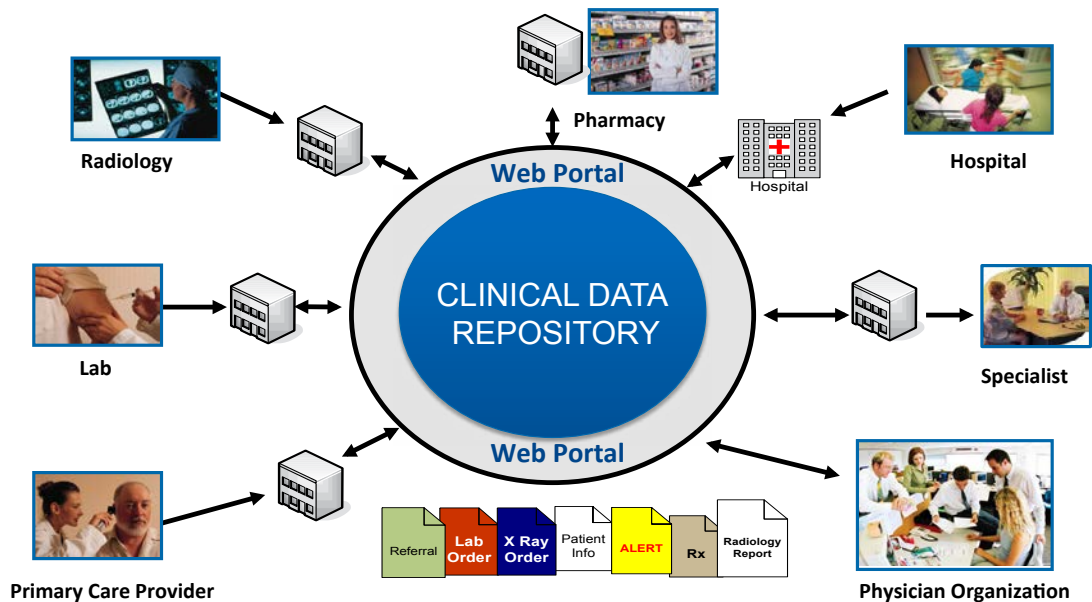 Pharmacy
Radiology
Hospital
Hospital
Web Portal
CLINICAL DATA
REPOSITORY
Lab
Specialist
Web Portal
Referral
Lab
Order
X Ray
Order
Patient
Info
ALERT
Rx
Radiology
Report
Primary Care Provider
Physician Organization